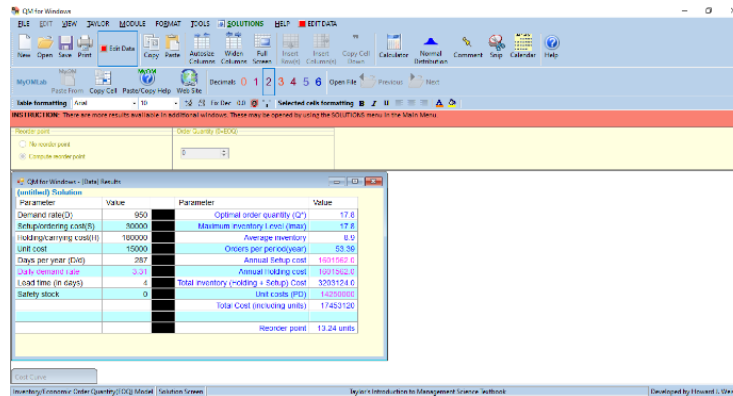 QM for Windows
FILE EDIT VIEW TAYLOR MODULE FORMAT TOOLS SOLUTIONS HELP EDIT DATA
New Open Save Print Edit Data Copy Paste Autosize Columns Widen Columns Full Screen Insert Row(s) Insert Column(s) Copy Cell Down Calculator Normal Distribution Comment Snip Calendar Help
MyOMLab Paste From Copy Cell Paste/Copy Help Web Site Decimals 0 1 2 3 4 5 6 Open File Previous Next
Table formatting Arial 10 Fix Dec 0.0 Selected cells formatting B I U
INSTRUCTION: There are more results available in additional windows. These may be opened by using the SOLUTIONS menu in the Main Menu.
Reorder point Order Quantity (0=EOQ)
No reorder point
0
Compute reorder point
QM for Windows - [Data] Results
(untitled) Solution
Parameter Value Parameter Value
Demand rate(D) 950 Optimal order quantity (Q*) 17.8
Setup/ordering cost(S) 30000 Maximum Inventory Level (Imax) 17.8
Holding/carrying cost(H) 180000 Average inventory 8.9
Unit cost 15000 Orders per period(year) 53.39
Days per year (D/d) 287 Annual Setup cost 1601562.0
Daily demand rate 3.31 Annual Holding cost 1601562.0
Lead time (in days) 4 Total Inventory (Holding + Setup) Cost 3203124.0
Safety stock 0 Unit costs (PD) 14250000
Total Cost (including units) 17453120
Reorder point 13.24 units
Cost Curve
Inventory/Economic Order Quantity(EOQ) Model Solution Screen Taylor's Introduction to Management Science Textbook Developed by Howard J. Wei